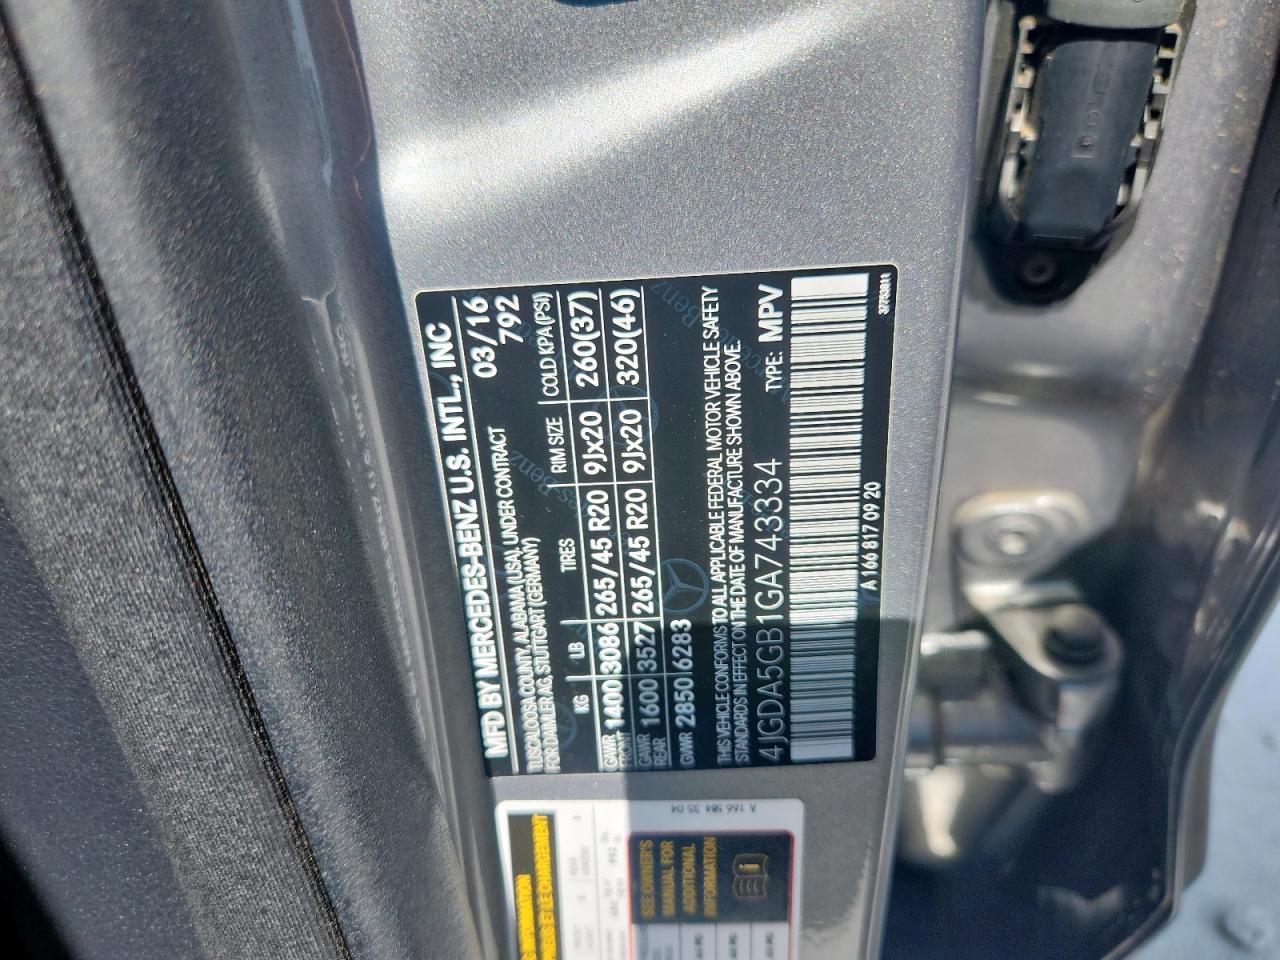 MFD BY MERCEDES-BENZ U.S. INTL., INC
TUSCALOOSA COUNTY, ALABAMA (USA), UNDER CONTRACT 03/16
FOR DAIMLER AG, STUTTGART (GERMANY) 792
KG LB TIRES RIM SIZE COLD KPA (PSI)
GAWR FRONT 1400 3086 265/45 R20 9Jx20 260(37)
GAWR REAR 1600 3527 265/45 R20 9Jx20 320(46)
GWR 2850 6283
THIS VEHICLE CONFORMS TO ALL APPLICABLE FEDERAL MOTOR VEHICLE SAFETY
STANDARDS IN EFFECT ON THE DATE OF MANUFACTURE SHOWN ABOVE.
4JGDA5GB1GA743334 TYPE: MPV
A 166 817 09 20
37753811
A 166 584 35 04
SEE OWNER'S
MANUAL FOR
ADDITIONAL
INFORMATION